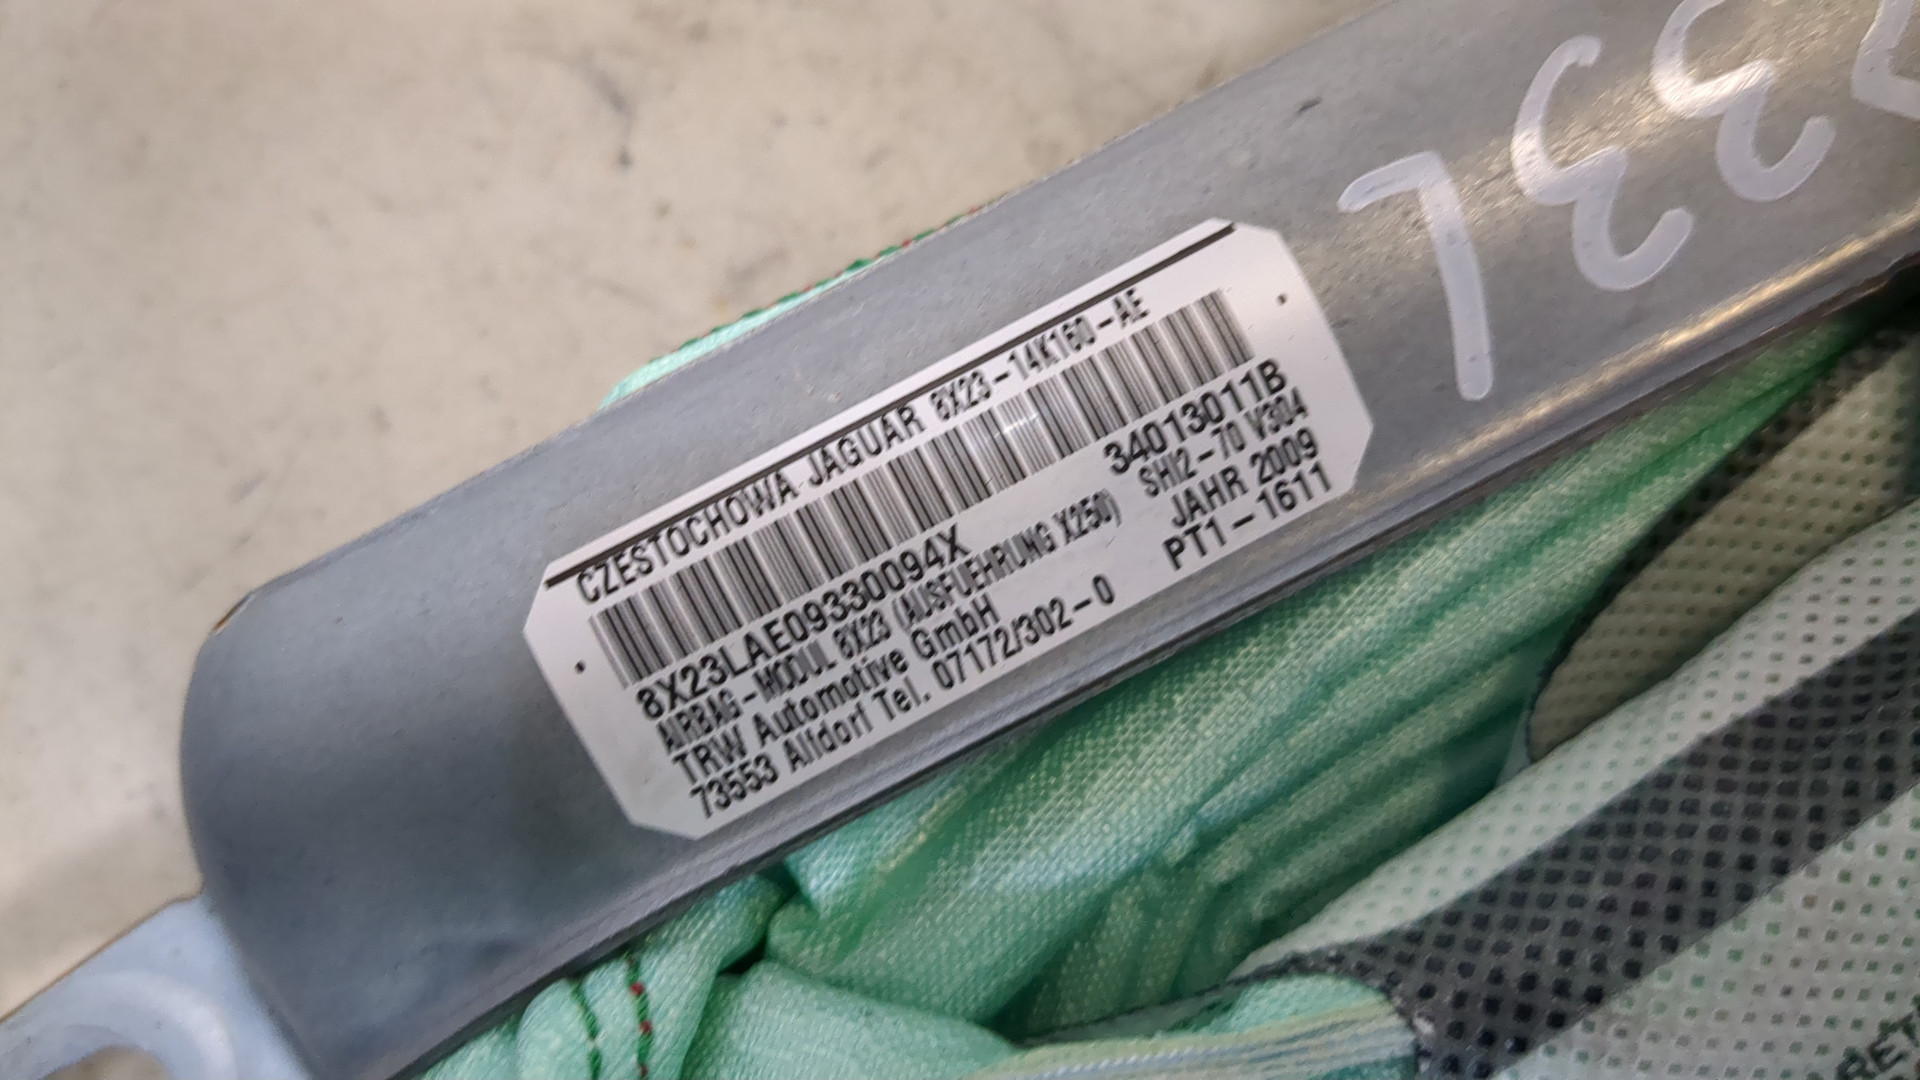 CZESTOCHOWA JAGUAR 8X23-14K160-AE
8X23LAE09330094X 34013011B
AIRBAG-MODUL 8X23 (AUSFUEHRUNG X250) SHI2-70 V304
TRW Automotive GmbH JAHR 2009
73553 Alfdorf Tel. 07172/302-0 PT1-1611
RET